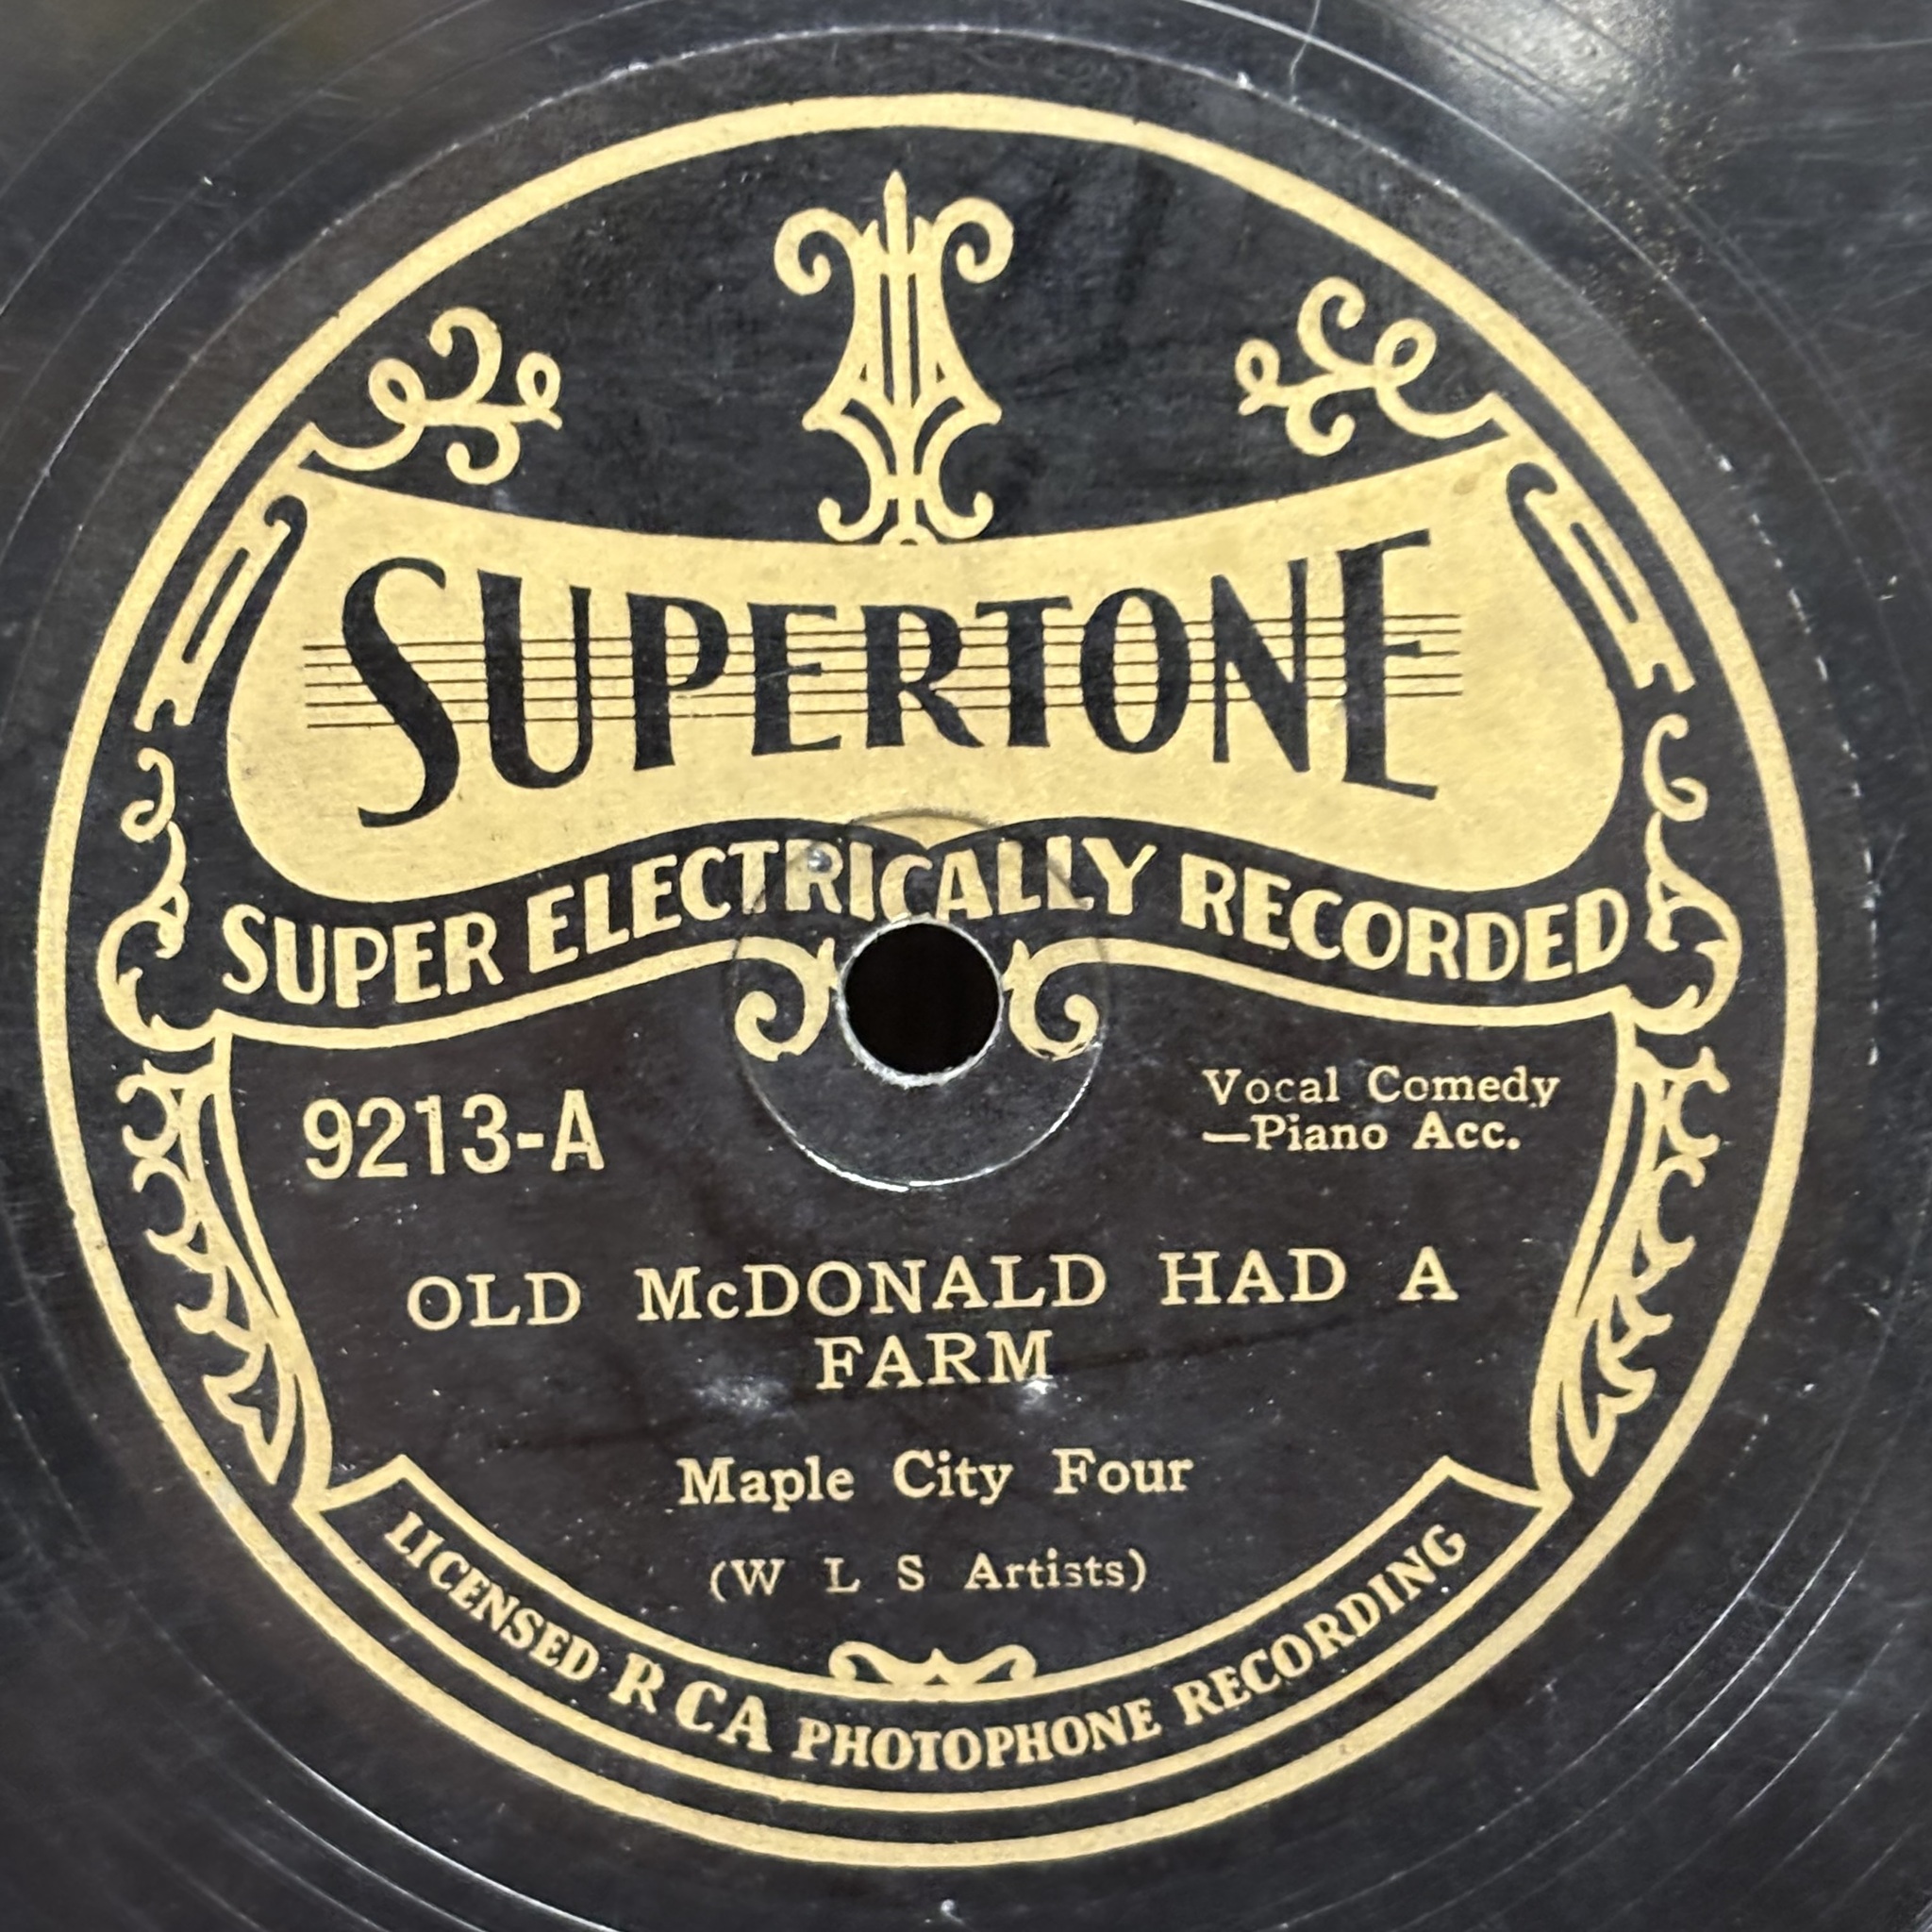 SUPERTONE
SUPER ELECTRICALLY RECORDED
9213-A
Vocal Comedy
—Piano Acc.
OLD McDONALD HAD A
FARM
Maple City Four
(W L S Artists)
LICENSED RCA PHOTOPHONE RECORDING